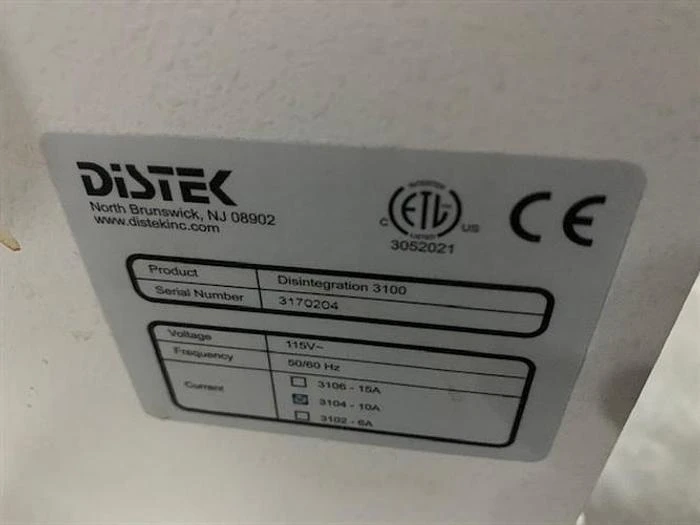 DiSTEK
North Brunswick, NJ 08902
www.distekinc.com
C ETL US
LISTED
3052021
CE
Product Disintegration 3100
Serial Number 3170204
Voltage 115V~
Frequency 50/60 Hz
Current 3106 - 15A
3104 - 10A
3102 - 6A